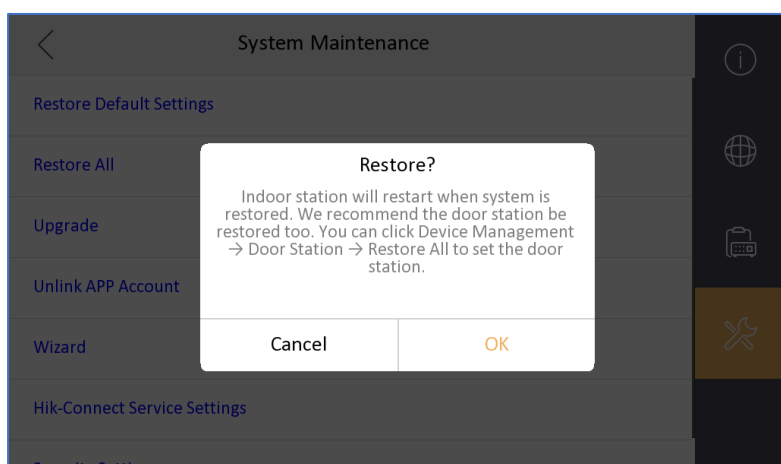 System Maintenance
Restore Default Settings
Restore All
Restore?
Indoor station will restart when system is
restored. We recommend the door station be
restored too. You can click Device Management
→ Door Station → Restore All to set the door
station.
Upgrade
Unlink APP Account
Cancel
OK
Wizard
Hik-Connect Service Settings